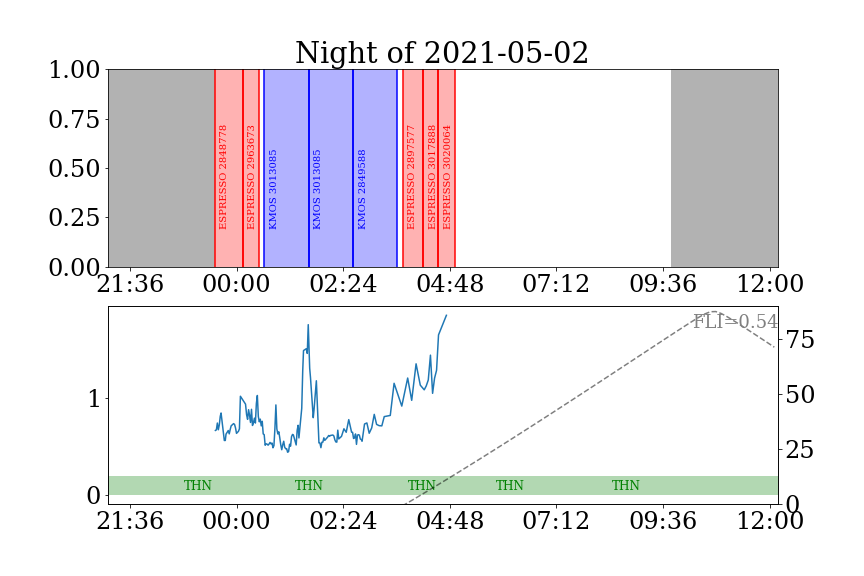 Night of 2021-05-02
1.00
0.75
0.50
0.25
0.00
ESPRESSO 2848778
ESPRESSO 2963673
KMOS 3013085
KMOS 3013085
KMOS 2849588
ESPRESSO 2897577
ESPRESSO 3017888
ESPRESSO 3020064
21:36 00:00 02:24 04:48 07:12 09:36 12:00
FLI=0.54
1
0
75
50
25
0
THN THN THN THN THN
21:36 00:00 02:24 04:48 07:12 09:36 12:00